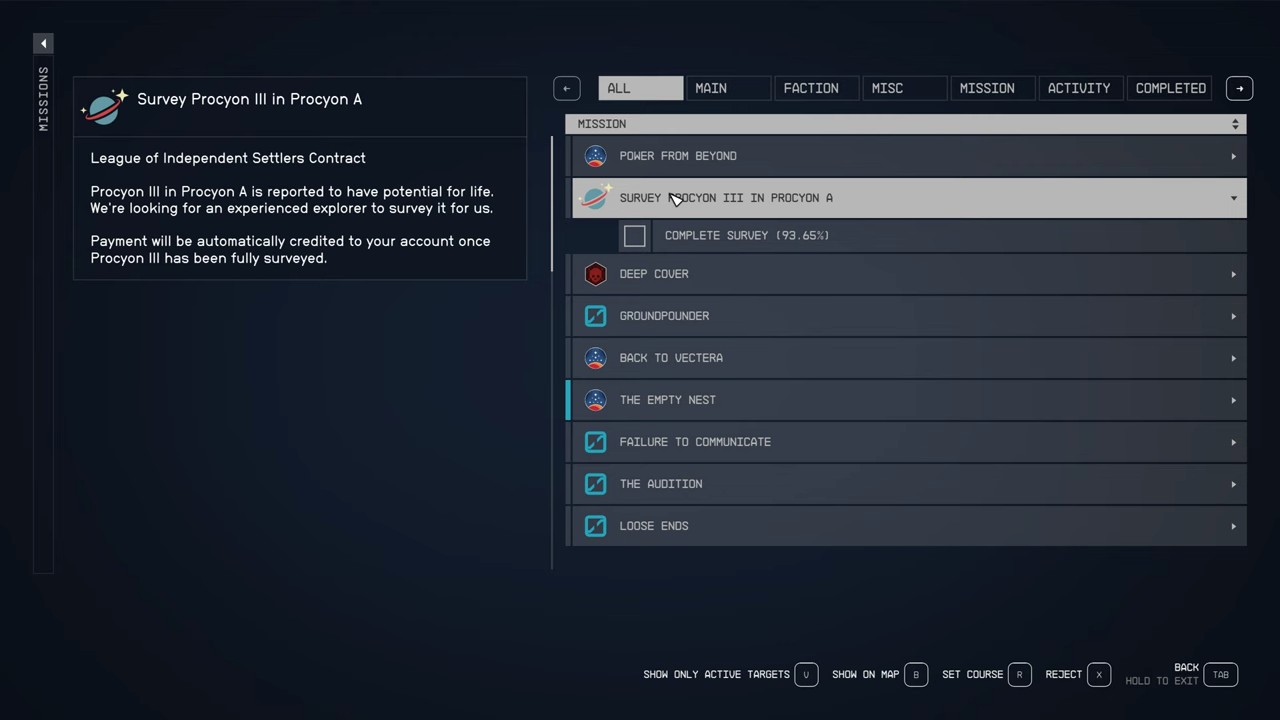 MISSIONS
Survey Procyon III in Procyon A
League of Independent Settlers Contract
Procyon III in Procyon A is reported to have potential for life.
We're looking for an experienced explorer to survey it for us.
Payment will be automatically credited to your account once
Procyon III has been fully surveyed.
ALL MAIN FACTION MISC MISSION ACTIVITY COMPLETED
MISSION
POWER FROM BEYOND
SURVEY PROCYON III IN PROCYON A
COMPLETE SURVEY (93.65%)
DEEP COVER
GROUNDPOUNDER
BACK TO VECTERA
THE EMPTY NEST
FAILURE TO COMMUNICATE
THE AUDITION
LOOSE ENDS
SHOW ONLY ACTIVE TARGETS V SHOW ON MAP B SET COURSE R REJECT X BACK TAB
HOLD TO EXIT